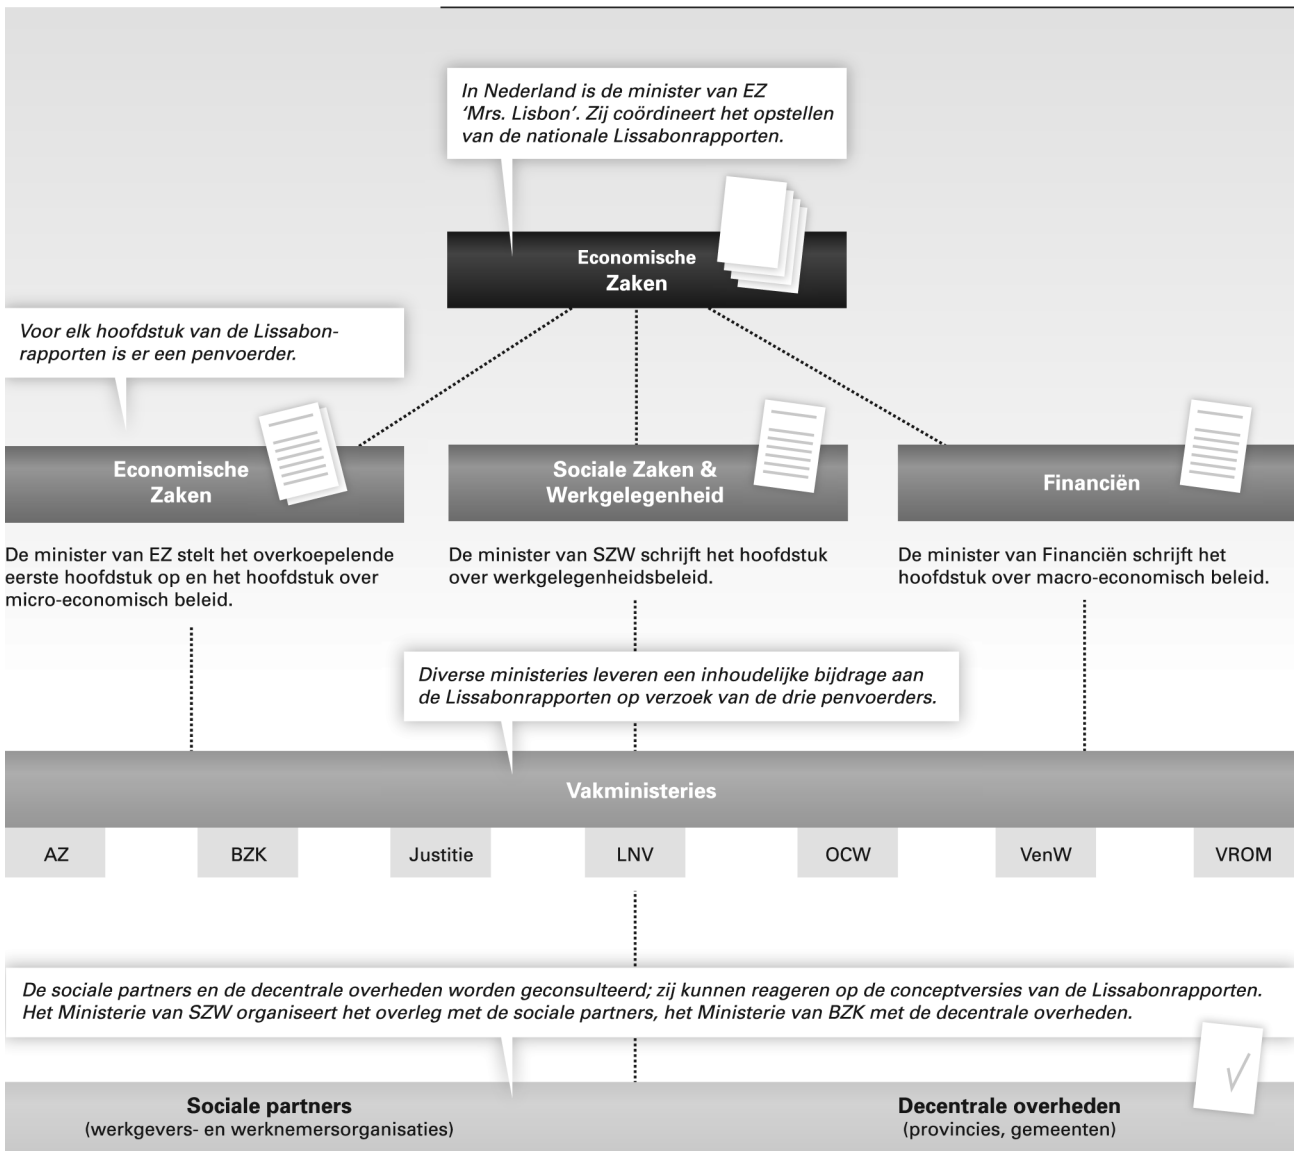 In Nederland is de minister van EZ
‘Mrs. Lisbon’. Zij coördineert het opstellen
van de nationale Lissabonrapporten.
Economische
Zaken
Voor elk hoofdstuk van de Lissabon-
rapporten is er een penvoerder.
Economische
Zaken
Sociale Zaken &
Werkgelegenheid
Financiën
De minister van EZ stelt het overkoepelende
eerste hoofdstuk op en het hoofdstuk over
micro-economisch beleid.
De minister van SZW schrijft het hoofdstuk
over werkgelegenheidsbeleid.
De minister van Financiën schrijft het
hoofdstuk over macro-economisch beleid.
Diverse ministeries leveren een inhoudelijke bijdrage aan
de Lissabonrapporten op verzoek van de drie penvoerders.
Vakministeries
AZ
BZK
Justitie
LNV
OCW
VenW
VROM
De sociale partners en de decentrale overheden worden geconsulteerd; zij kunnen reageren op de conceptversies van de Lissabonrapporten.
Het Ministerie van SZW organiseert het overleg met de sociale partners, het Ministerie van BZK met de decentrale overheden.
Sociale partners
(werkgevers- en werknemersorganisaties)
Decentrale overheden
(provincies, gemeenten)